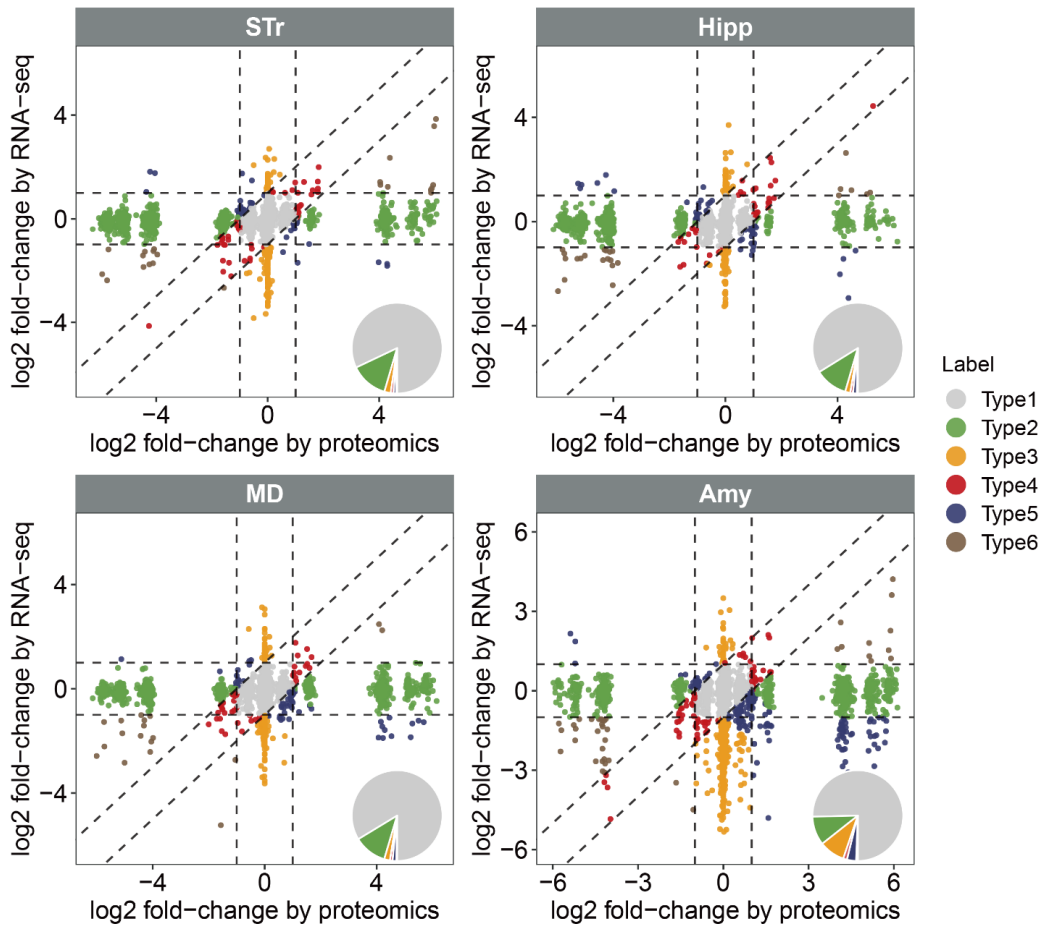 STr
log2 fold−change by RNA−seq
4
0
−4
−4
0
4
log2 fold−change by proteomics
Hipp
log2 fold−change by RNA−seq
4
0
−4
−4
0
4
log2 fold−change by proteomics
MD
log2 fold−change by RNA−seq
4
0
−4
−4
0
4
log2 fold−change by proteomics
Amy
log2 fold−change by RNA−seq
6
3
0
−3
−6
−6
−3
0
3
6
log2 fold−change by proteomics
Label
Type1
Type2
Type3
Type4
Type5
Type6